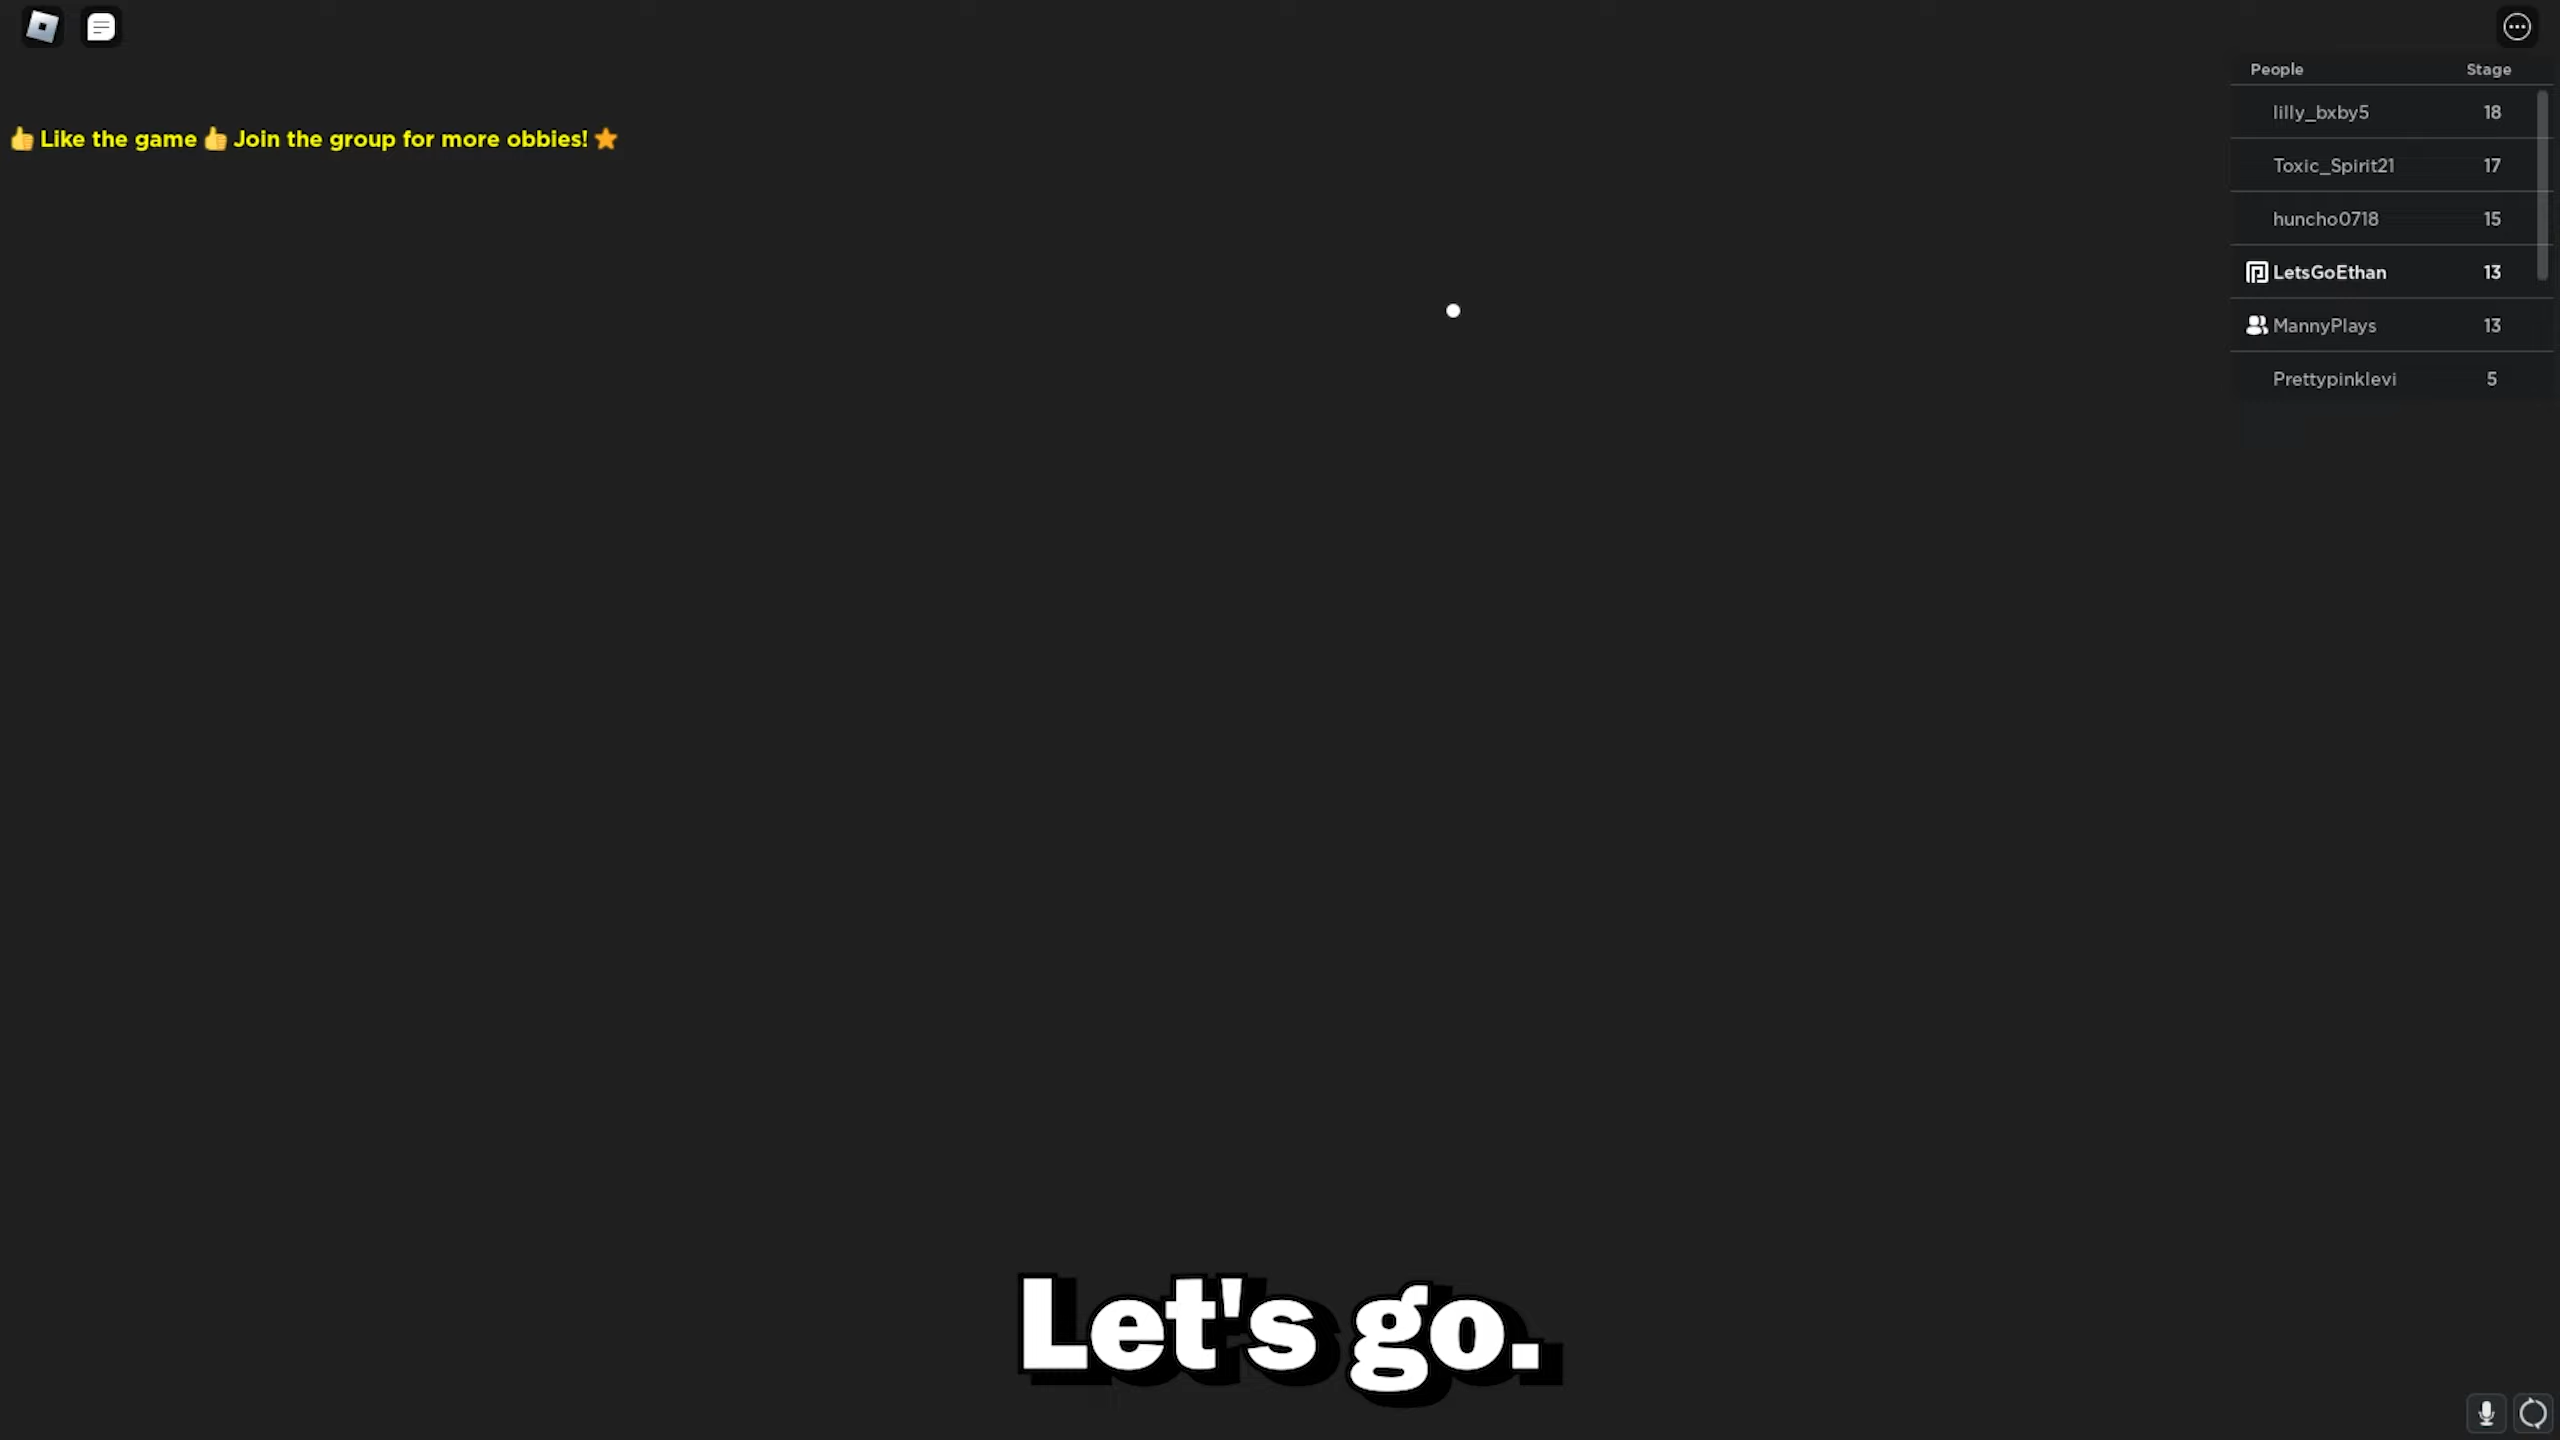 👍 Like the game 👍 Join the group for more obbies! ⭐
People Stage
lilly_bxby5 18
Toxic_Spirit21 17
huncho0718 15
LetsGoEthan 13
MannyPlays 13
Prettypinklevi 5
Let's go.